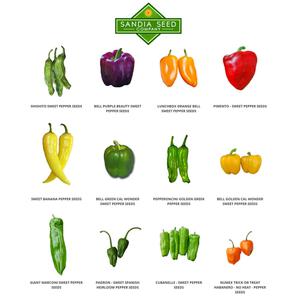 SANDIA SEED
COMPANY
SHISHITO SWEET PEPPER SEEDS
BELL PURPLE BEAUTY SWEET
PEPPER SEEDS
LUNCHBOX ORANGE BELL
SWEET PEPPER SEEDS
PIMENTO - SWEET PEPPER SEEDS
SWEET BANANA PEPPER SEEDS
BELL GREEN CAL WONDER
SWEET PEPPER SEEDS
PEPPERONCINI GOLDEN GREEK
PEPPER SEEDS
BELL GOLDEN CAL WONDER
SWEET PEPPER SEEDS
GIANT MARCONI SWEET PEPPER
SEEDS
PADRON - SWEET SPANISH
HEIRLOOM PEPPER SEEDS
CUBANELLE - SWEET PEPPER
SEEDS
NUMEX TRICK OR TREAT
HABANERO - NO HEAT - PEPPER
SEEDS